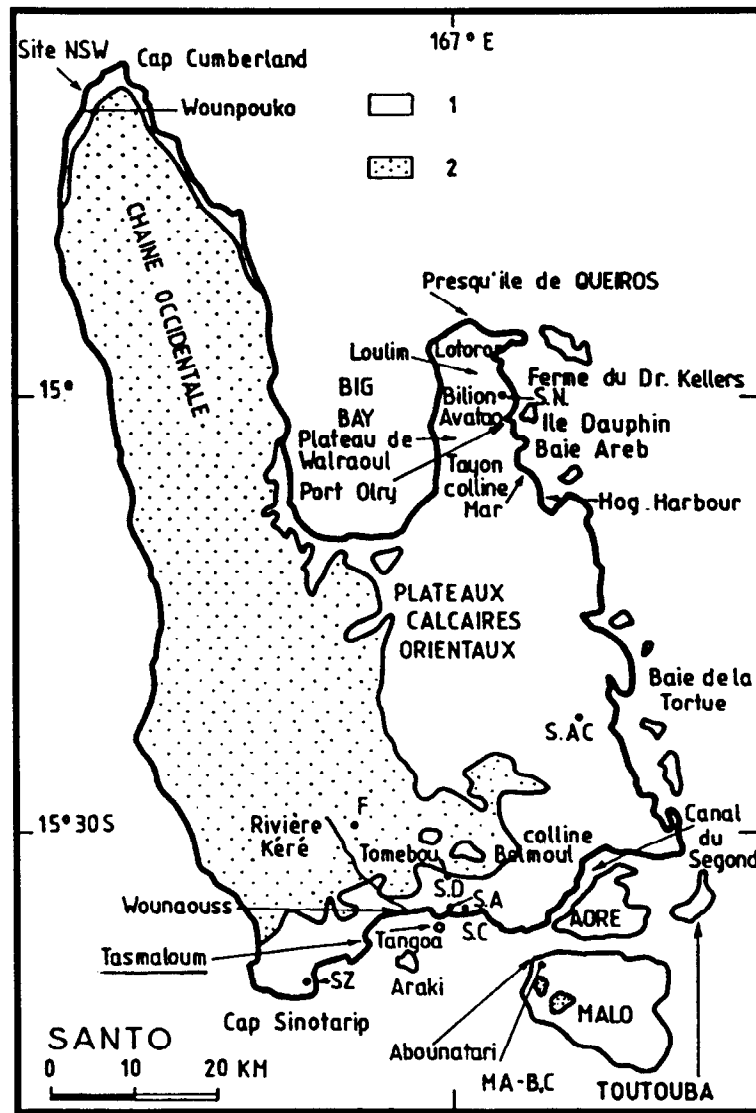 167° E
Site NSW
Cap Cumberland
Wounpouko
1
2
CHAINE OCCIDENTALE
Presqu'ile de QUEIROS
Loulim
Lotoror
15°
BIG
BAY
Bilion
S.N.
Ferme du Dr. Kellers
Avatao
Ile Dauphin
Plateau de
Walraoul
Baie Areb
Port Olry
Tayon
colline
Mar
Hog Harbour
PLATEAUX
CALCAIRES
ORIENTAUX
Baie de la
Tortue
S.AC
15° 30 S
F
Rivière
Kéré
Tomebou
colline
Belmoul
Canal
du
Segond
S.D
S.A
Wounaouss
S.C
AORE
Tasmaloum
Tangoa
SZ
Araki
Cap Sinotarip
MALO
SANTO
Abounatari
0 10 20 KM
MA-B,C
TOUTOUBA